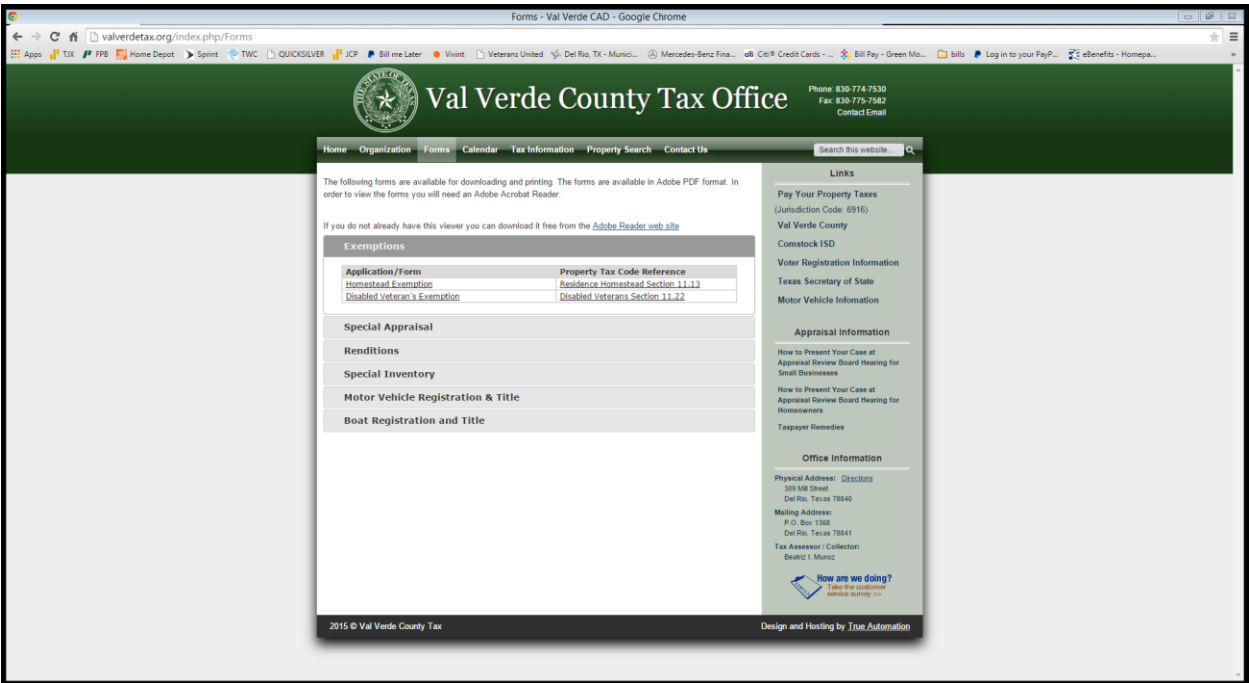 Forms - Val Verde CAD - Google Chrome
valverdetax.org/index.php/Forms
Apps TJX FPB Home Depot Sprint TWC QUICKSILVER JCP Bill me Later Vivint Veterans United Del Rio, TX - Munici... Mercedes-Benz Fina... Citi® Credit Cards - ... Bill Pay - Green Mo... bills Log in to your PayP... eBenefits - Homepa...
THE STATE OF TEXAS
Val Verde County Tax Office
Phone: 830-774-7530
Fax: 830-775-7582
Contact Email
Home Organization Forms Calendar Tax Information Property Search Contact Us
Search this website...
The following forms are available for downloading and printing. The forms are available in Adobe PDF format. In
order to view the forms you will need an Adobe Acrobat Reader.
If you do not already have this viewer you can download it free from the Adobe Reader web site
Exemptions
Application/Form Property Tax Code Reference
Homestead Exemption Residence Homestead Section 11.13
Disabled Veteran's Exemption Disabled Veterans Section 11.22
Special Appraisal
Renditions
Special Inventory
Motor Vehicle Registration & Title
Boat Registration and Title
Links
Pay Your Property Taxes
(Jurisdiction Code: 6916)
Val Verde County
Comstock ISD
Voter Registration Information
Texas Secretary of State
Motor Vehicle Infomation
Appraisal Information
How to Present Your Case at
Appraisal Review Board Hearing for
Small Businesses
How to Present Your Case at
Appraisal Review Board Hearing for
Homeowners
Taxpayer Remedies
Office Information
Physical Address: Directions
309 Mill Street
Del Rio, Texas 78840
Mailing Address:
P.O. Box 1368
Del Rio, Texas 78841
Tax Assessor / Collector:
Beatriz I. Munoz
How are we doing?
Take the customer
service survey >>
2015 © Val Verde County Tax
Design and Hosting by True Automation